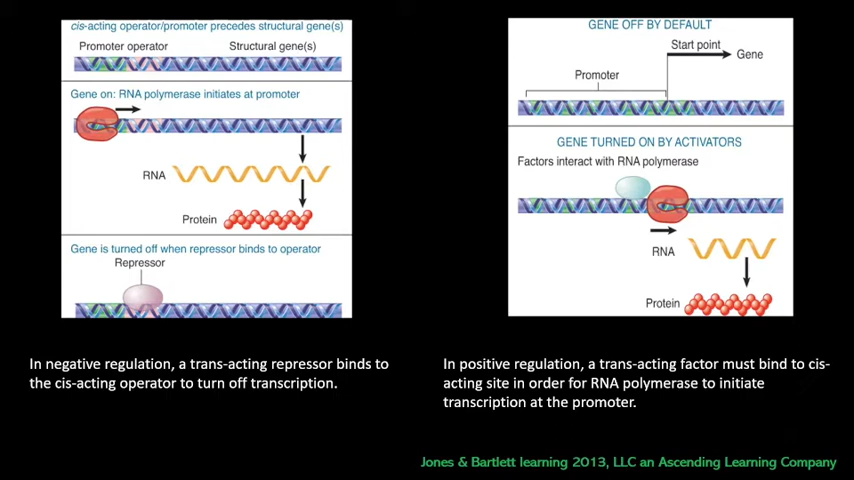 cis-acting operator/promoter precedes structural gene(s)
Promoter operator
Structural gene(s)
Gene on: RNA polymerase initiates at promoter
RNA
Protein
Gene is turned off when repressor binds to operator
Repressor
In negative regulation, a trans-acting repressor binds to
the cis-acting operator to turn off transcription.
GENE OFF BY DEFAULT
Start point
Gene
Promoter
GENE TURNED ON BY ACTIVATORS
Factors interact with RNA polymerase
RNA
Protein
In positive regulation, a trans-acting factor must bind to cis-
acting site in order for RNA polymerase to initiate
transcription at the promoter.
Jones & Bartlett learning 2013, LLC an Ascending Learning Company